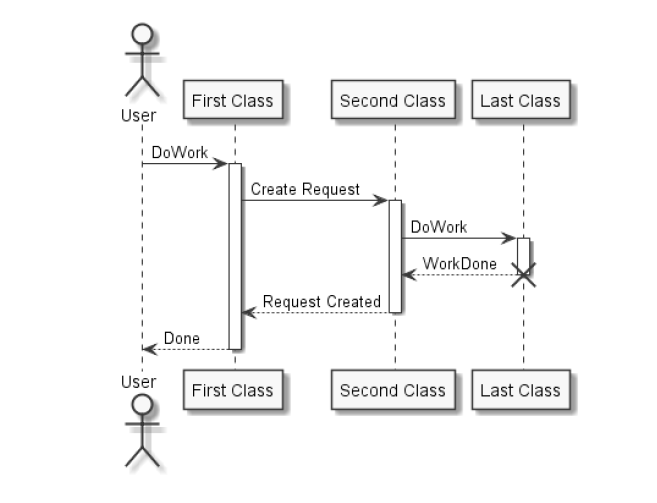 User
First Class
Second Class
Last Class
DoWork
Create Request
DoWork
WorkDone
Request Created
Done
User
First Class
Second Class
Last Class